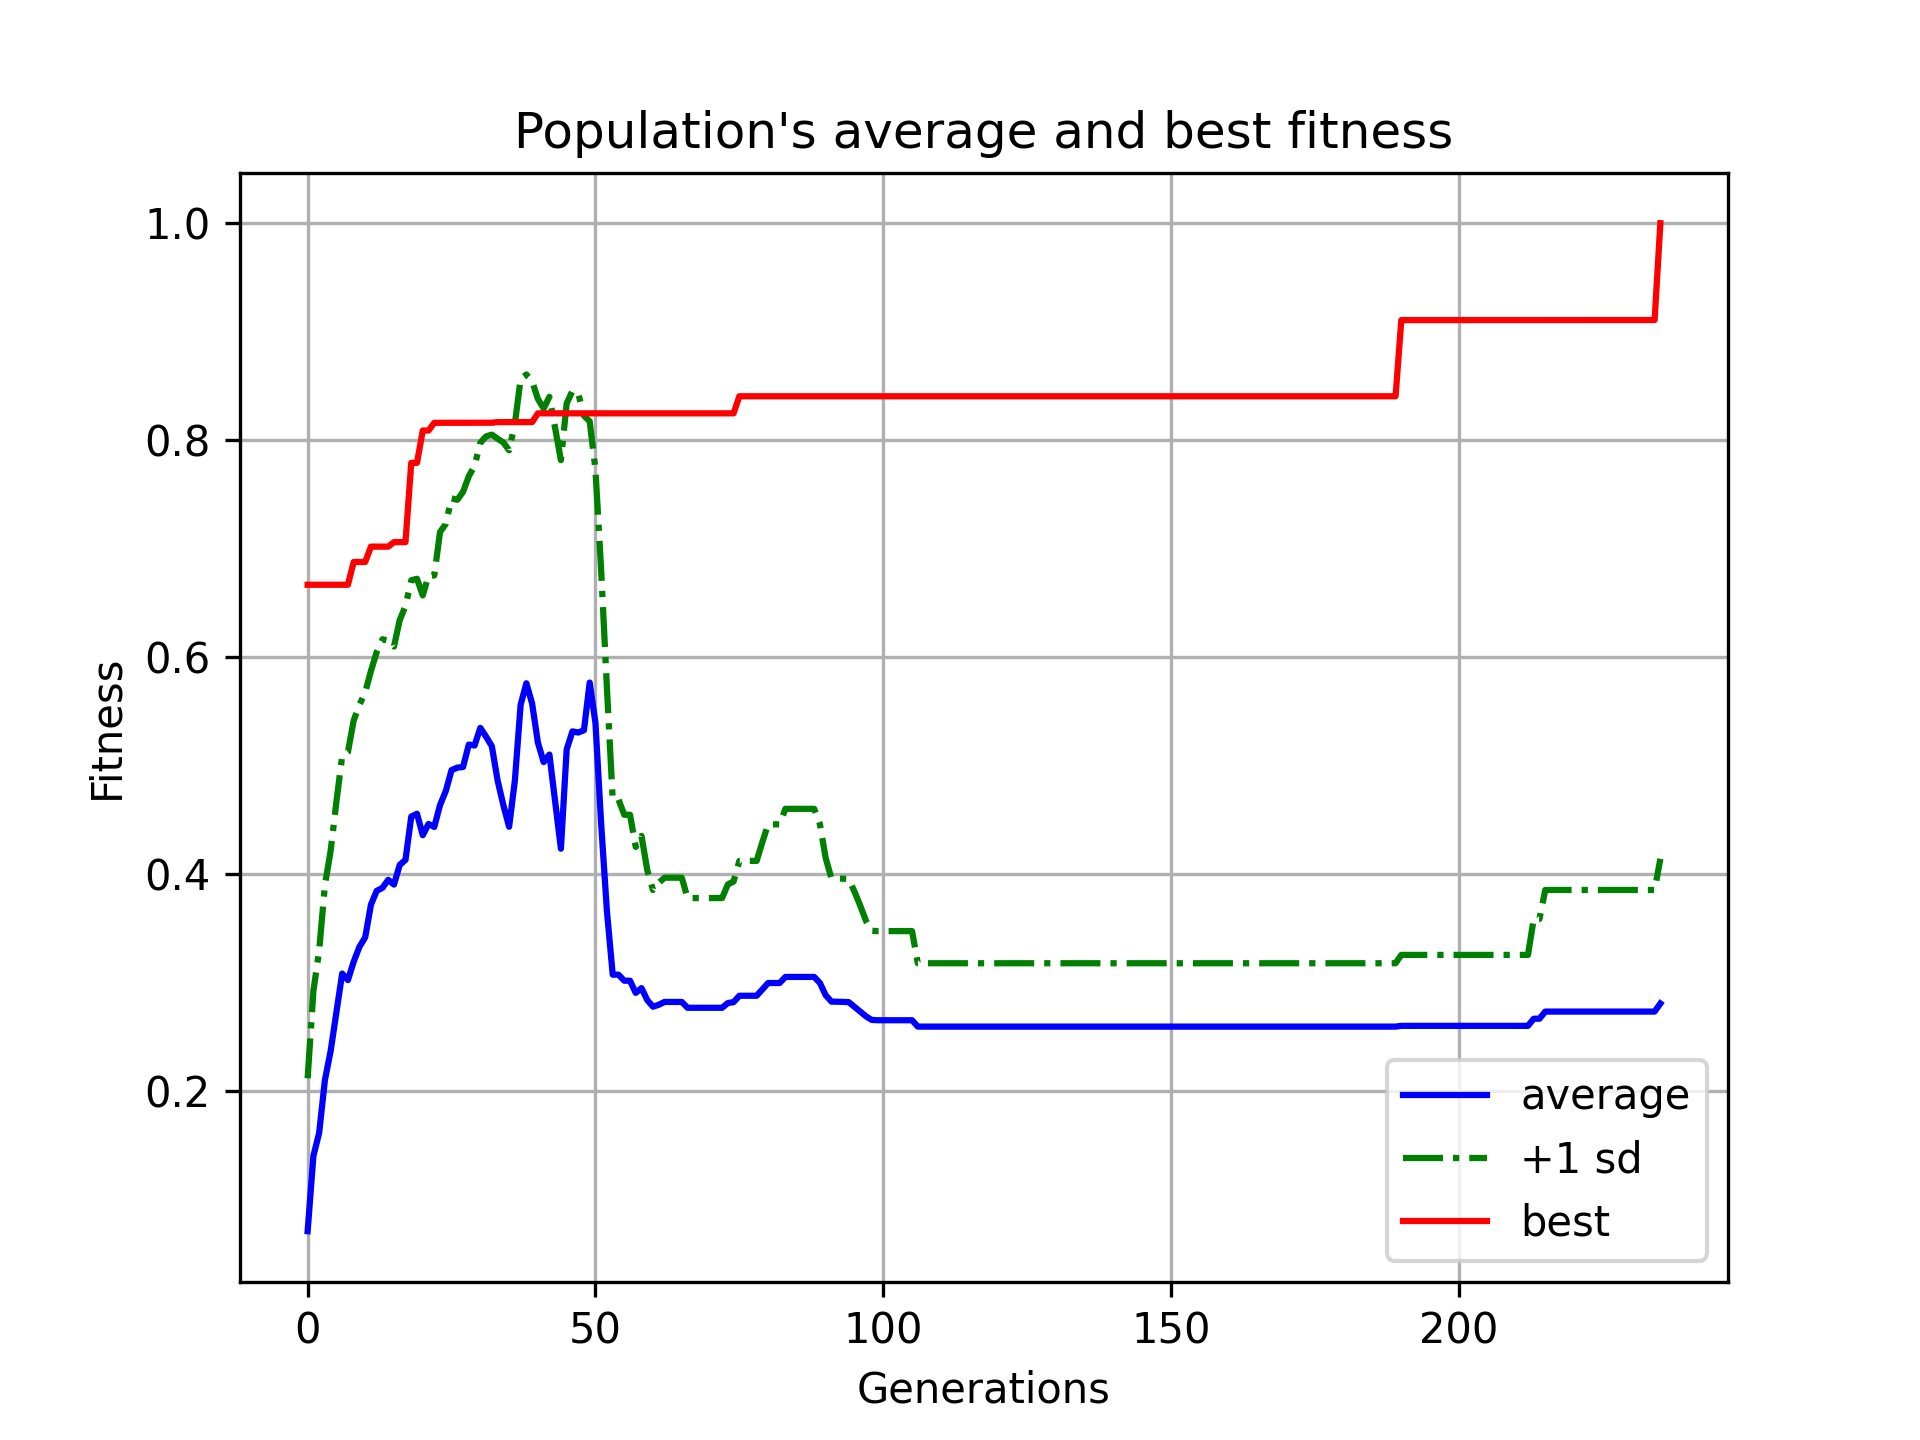 Population's average and best fitness
Fitness
1.0
0.8
0.6
0.4
0.2
0 50 100 150 200
Generations
average
+1 sd
best